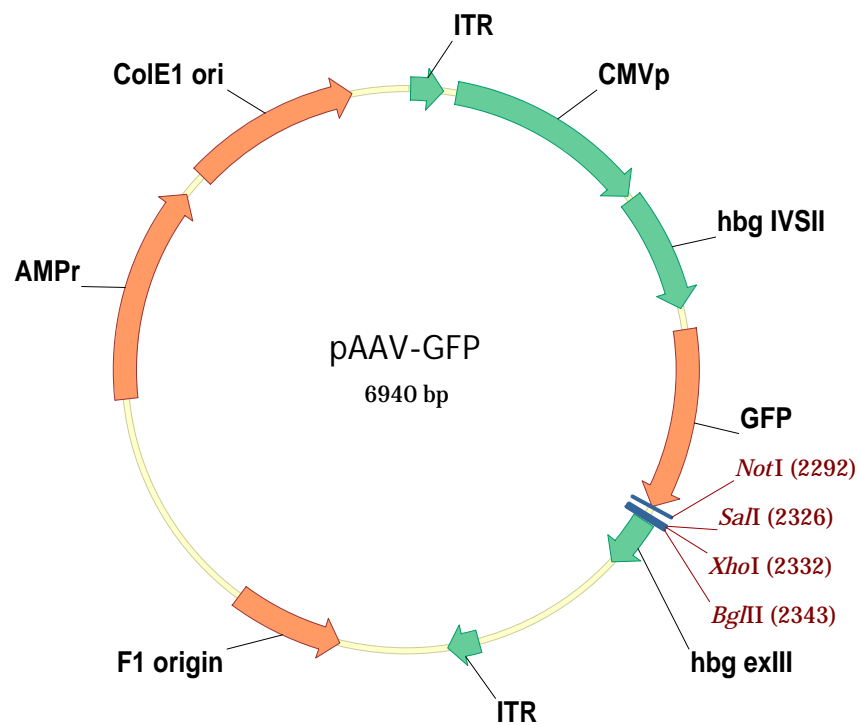 ITR
CMVp
ColE1 ori
hbg IVSII
AMPr
pAAV-GFP
6940 bp
GFP
NotI (2292)
SalI (2326)
XhoI (2332)
BglII (2343)
hbg exIII
F1 origin
ITR